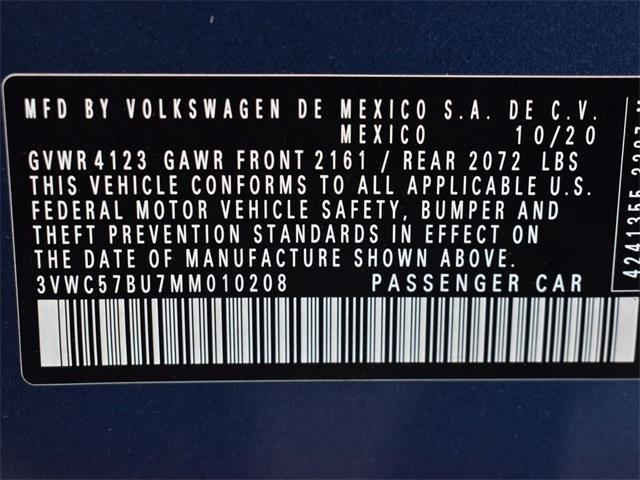 MFD BY VOLKSWAGEN DE MEXICO S.A. DE C.V.
MEXICO 10/20
GVWR 4123 GAWR FRONT 2161 / REAR 2072 LBS
THIS VEHICLE CONFORMS TO ALL APPLICABLE U.S.
FEDERAL MOTOR VEHICLE SAFETY, BUMPER AND
THEFT PREVENTION STANDARDS IN EFFECT ON
THE DATE OF MANUFACTURE SHOWN ABOVE.
3VWC57BU7MM010208 PASSENGER CAR
4241355